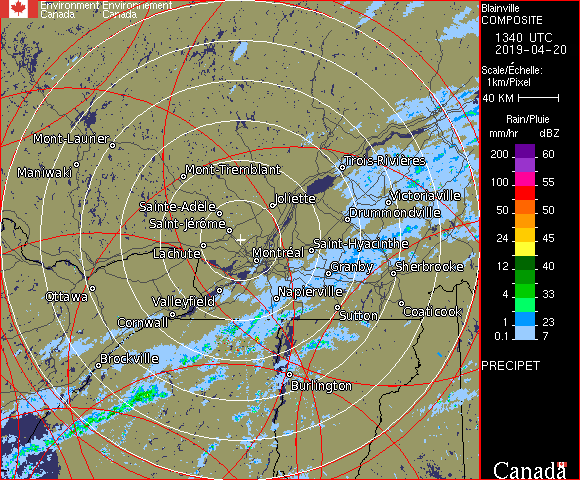 Environment Environnement
Canada Canada
Blainville
COMPOSITE
1340 UTC
2019-04-20
Scale/Échelle:
1km/Pixel
40 KM
Rain/Pluie
mm/hr dBZ
200 60
100 55
50 50
24 45
12 40
4 33
1 23
0.1 7
PRECIPET
Mont-Laurier
Maniwaki
Mont-Tremblant
Trois-Rivières
Joliette
Victoriaville
Sainte-Adèle
Drummondville
Saint-Jérôme
Saint-Hyacinthe
Lachute
Montréal
Granby
Sherbrooke
Ottawa
Valleyfield
Napierville
Cornwall
Sutton
Coaticook
Brockville
Burlington
Canada